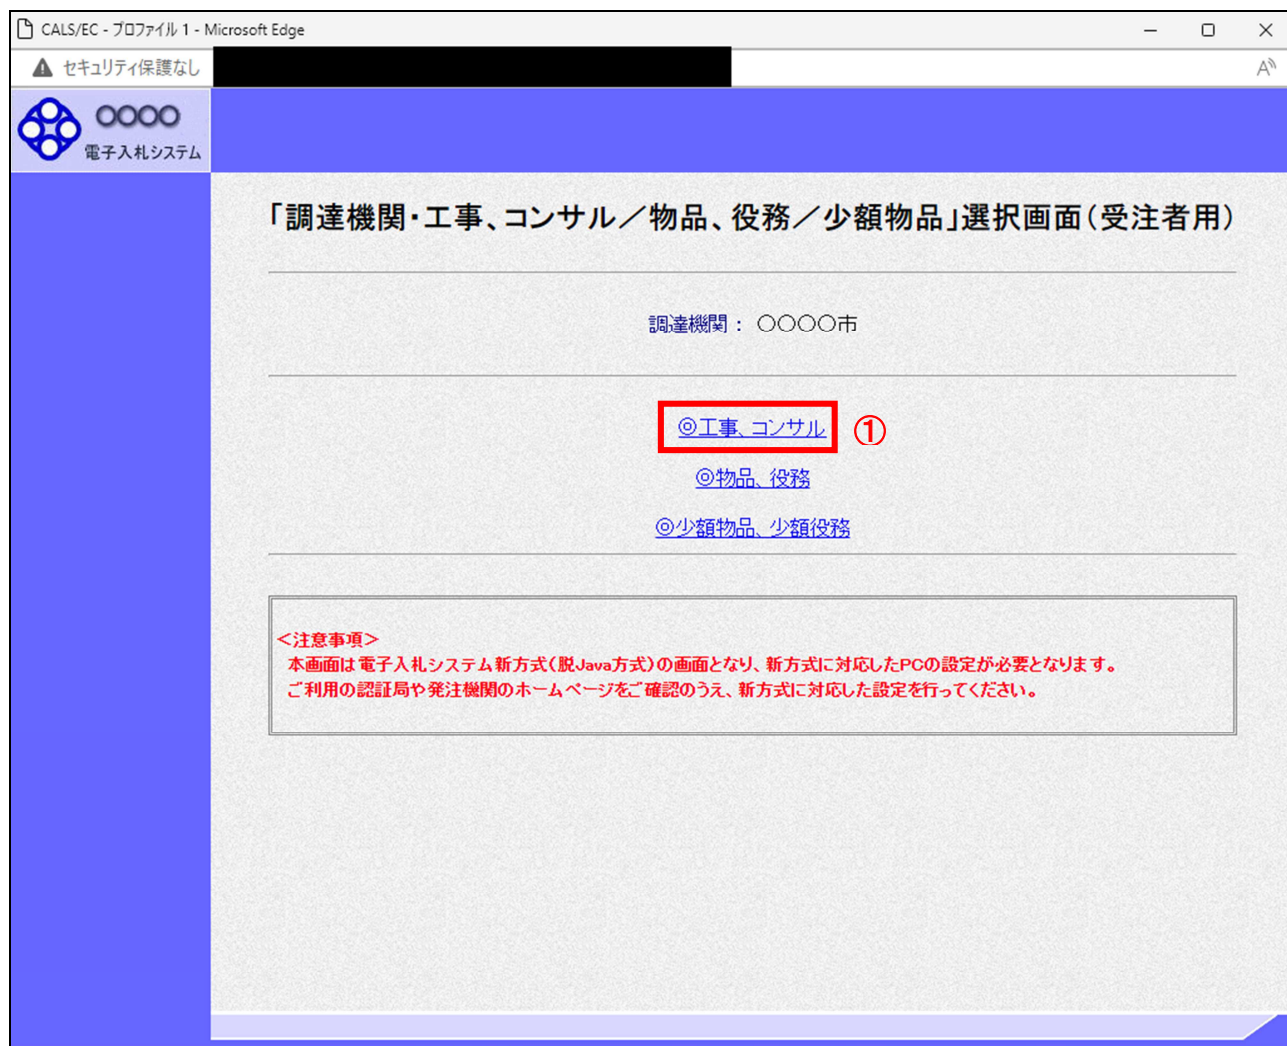 CALS/EC - プロファイル 1 - Microsoft Edge
セキュリティ保護なし
A
○○○○
電子入札システム
「調達機関・工事、コンサル／物品、役務／少額物品」選択画面（受注者用）
調達機関： ○○○○市
◎工事、コンサル ①
◎物品、役務
◎少額物品、少額役務
＜注意事項＞
本画面は電子入札システム新方式（脱Java方式）の画面となり、新方式に対応したPCの設定が必要となります。
ご利用の認証局や発注機関のホームページをご確認のうえ、新方式に対応した設定を行ってください。